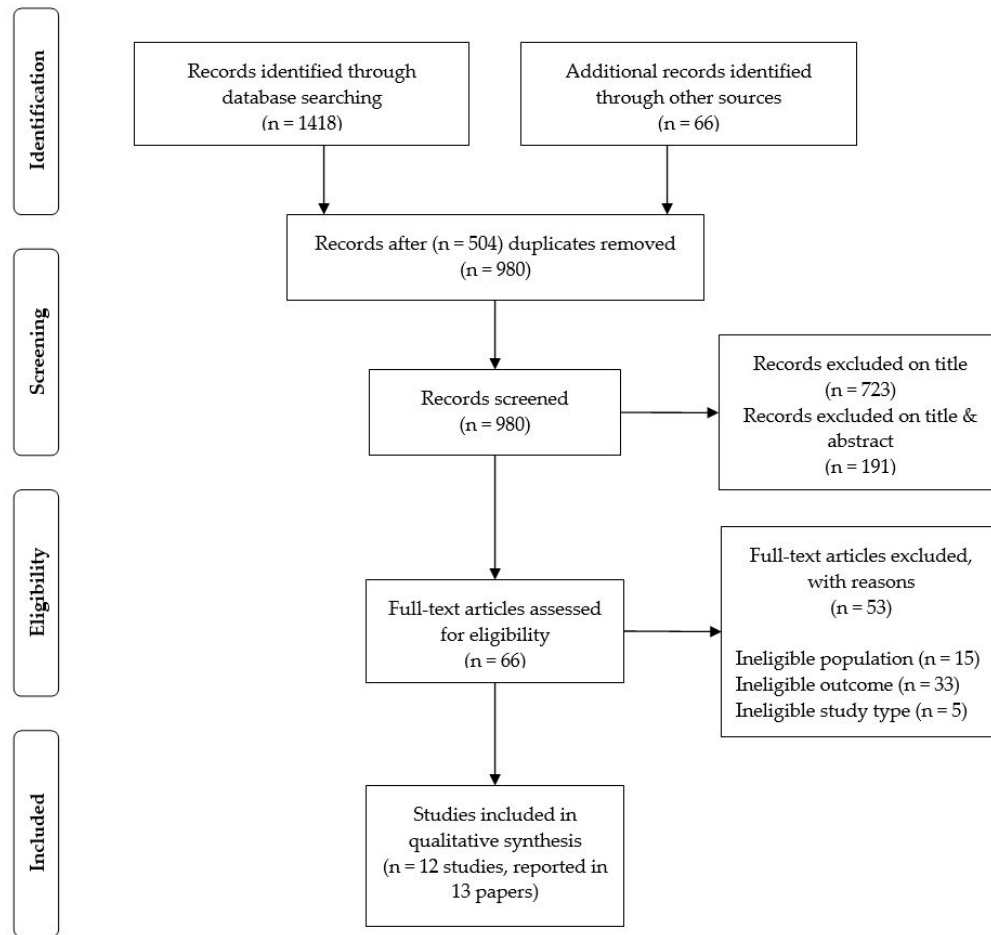 Identification
Records identified through
database searching
(n = 1418)
Additional records identified
through other sources
(n = 66)
Records after (n = 504) duplicates removed
(n = 980)
Screening
Records screened
(n = 980)
Records excluded on title
(n = 723)
Records excluded on title &
abstract
(n = 191)
Eligibility
Full-text articles assessed
for eligibility
(n = 66)
Full-text articles excluded,
with reasons
(n = 53)
Ineligible population (n = 15)
Ineligible outcome (n = 33)
Ineligible study type (n = 5)
Included
Studies included in
qualitative synthesis
(n = 12 studies, reported in
13 papers)